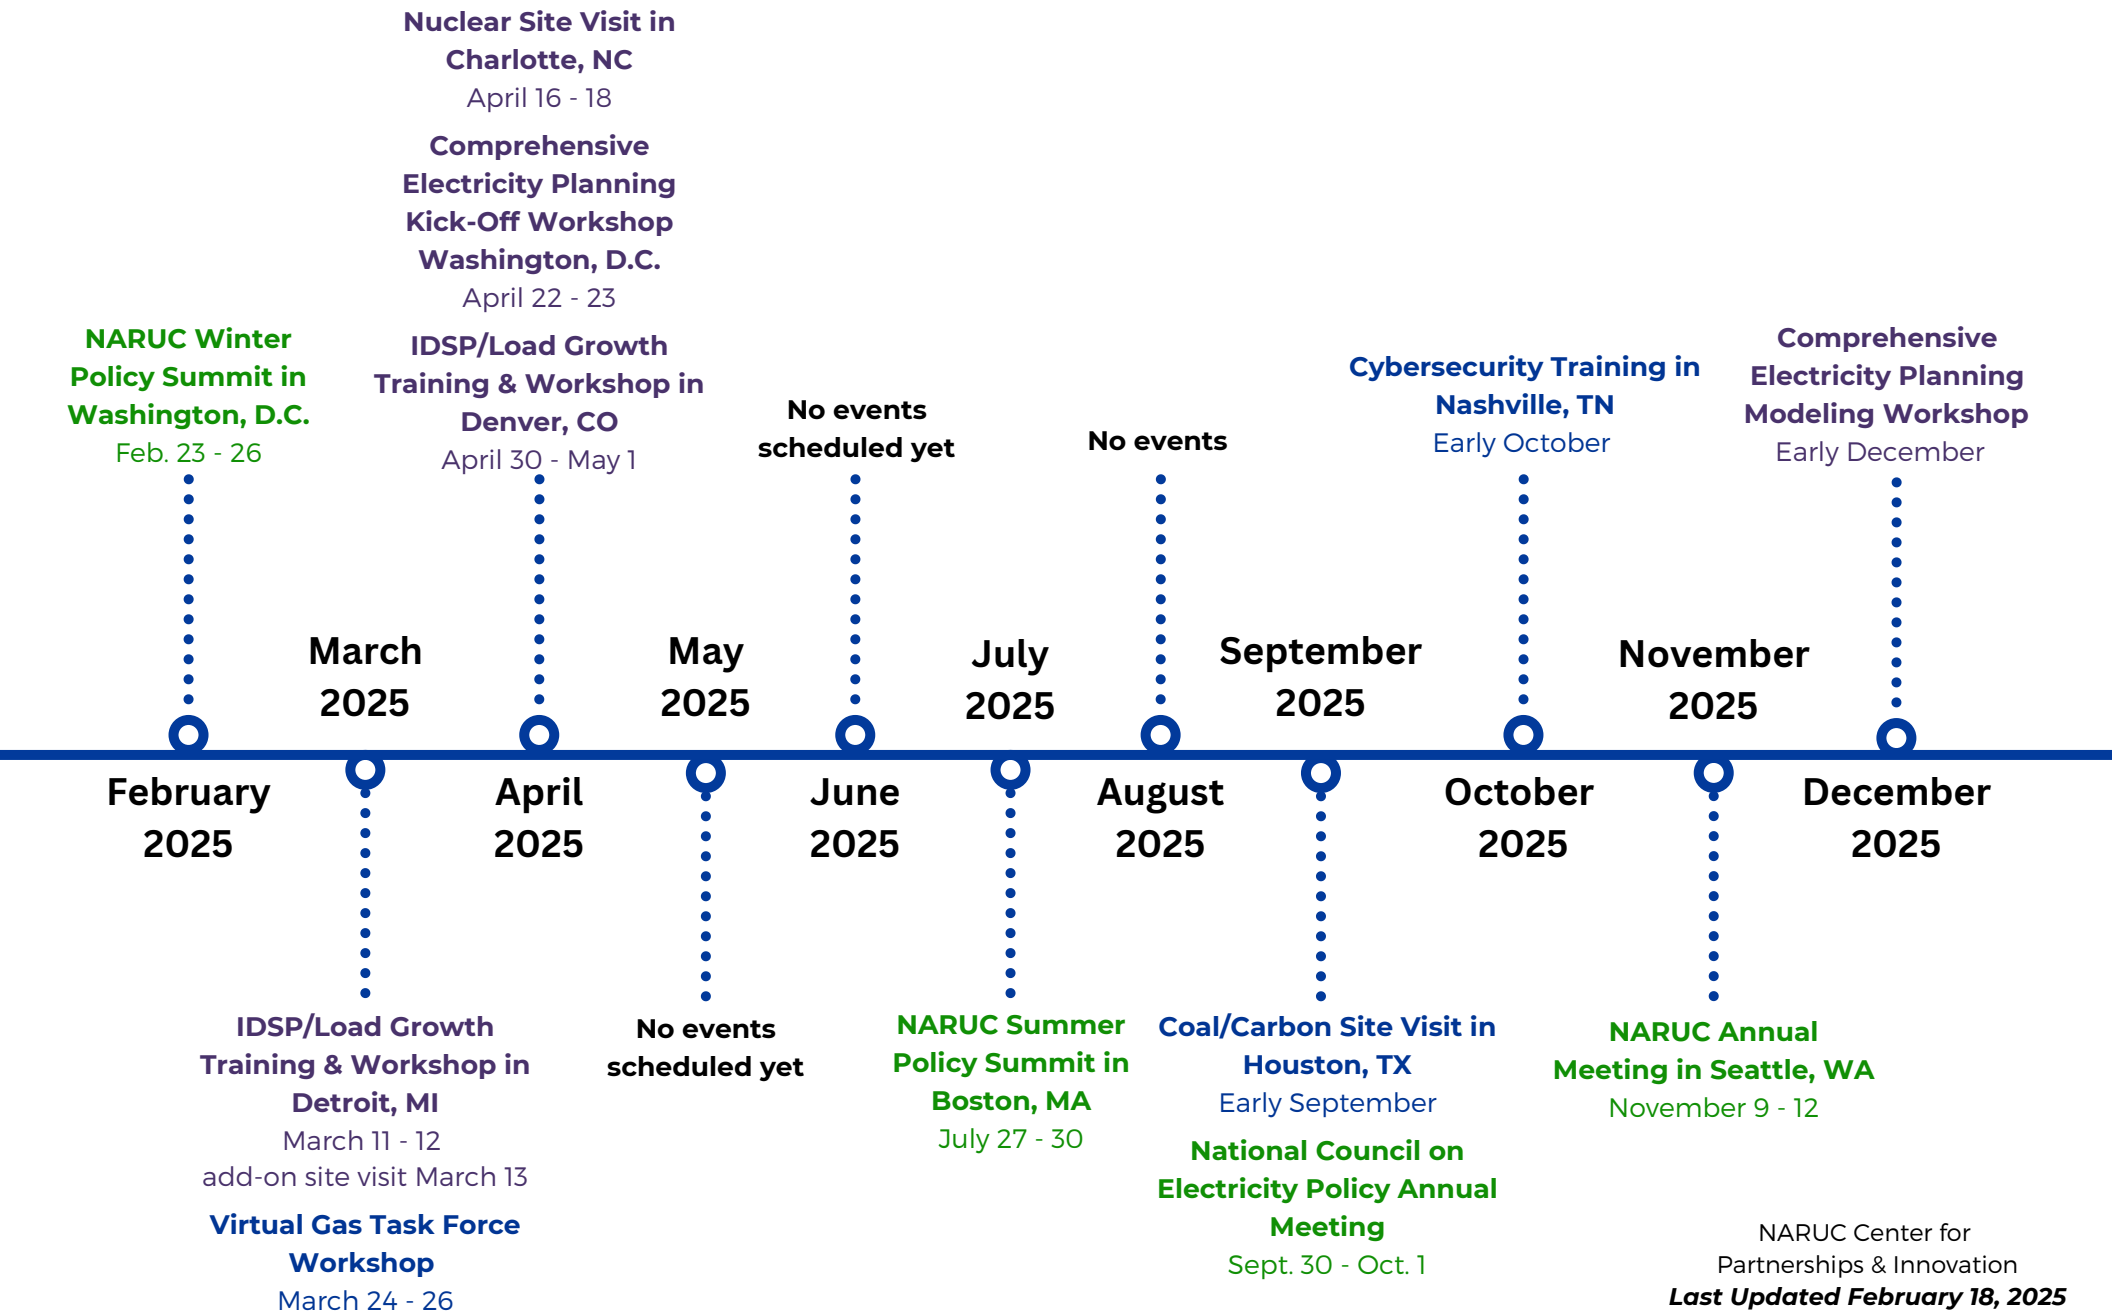 Nuclear Site Visit in
Charlotte, NC
April 16 - 18
Comprehensive
Electricity Planning
Kick-Off Workshop
Washington, D.C.
April 22 - 23
IDSP/Load Growth
Training & Workshop in
Denver, CO
April 30 - May 1
NARUC Winter
Policy Summit in
Washington, D.C.
Feb. 23 - 26
No events
scheduled yet
No events
Cybersecurity Training in
Nashville, TN
Early October
Comprehensive
Electricity Planning
Modeling Workshop
Early December
March
2025
May
2025
July
2025
September
2025
November
2025
February
2025
April
2025
June
2025
August
2025
October
2025
December
2025
IDSP/Load Growth
Training & Workshop in
Detroit, MI
March 11 - 12
add-on site visit March 13
Virtual Gas Task Force
Workshop
March 24 - 26
No events
scheduled yet
NARUC Summer
Policy Summit in
Boston, MA
July 27 - 30
Coal/Carbon Site Visit in
Houston, TX
Early September
National Council on
Electricity Policy Annual
Meeting
Sept. 30 - Oct. 1
NARUC Annual
Meeting in Seattle, WA
November 9 - 12
NARUC Center for
Partnerships & Innovation
Last Updated February 18, 2025